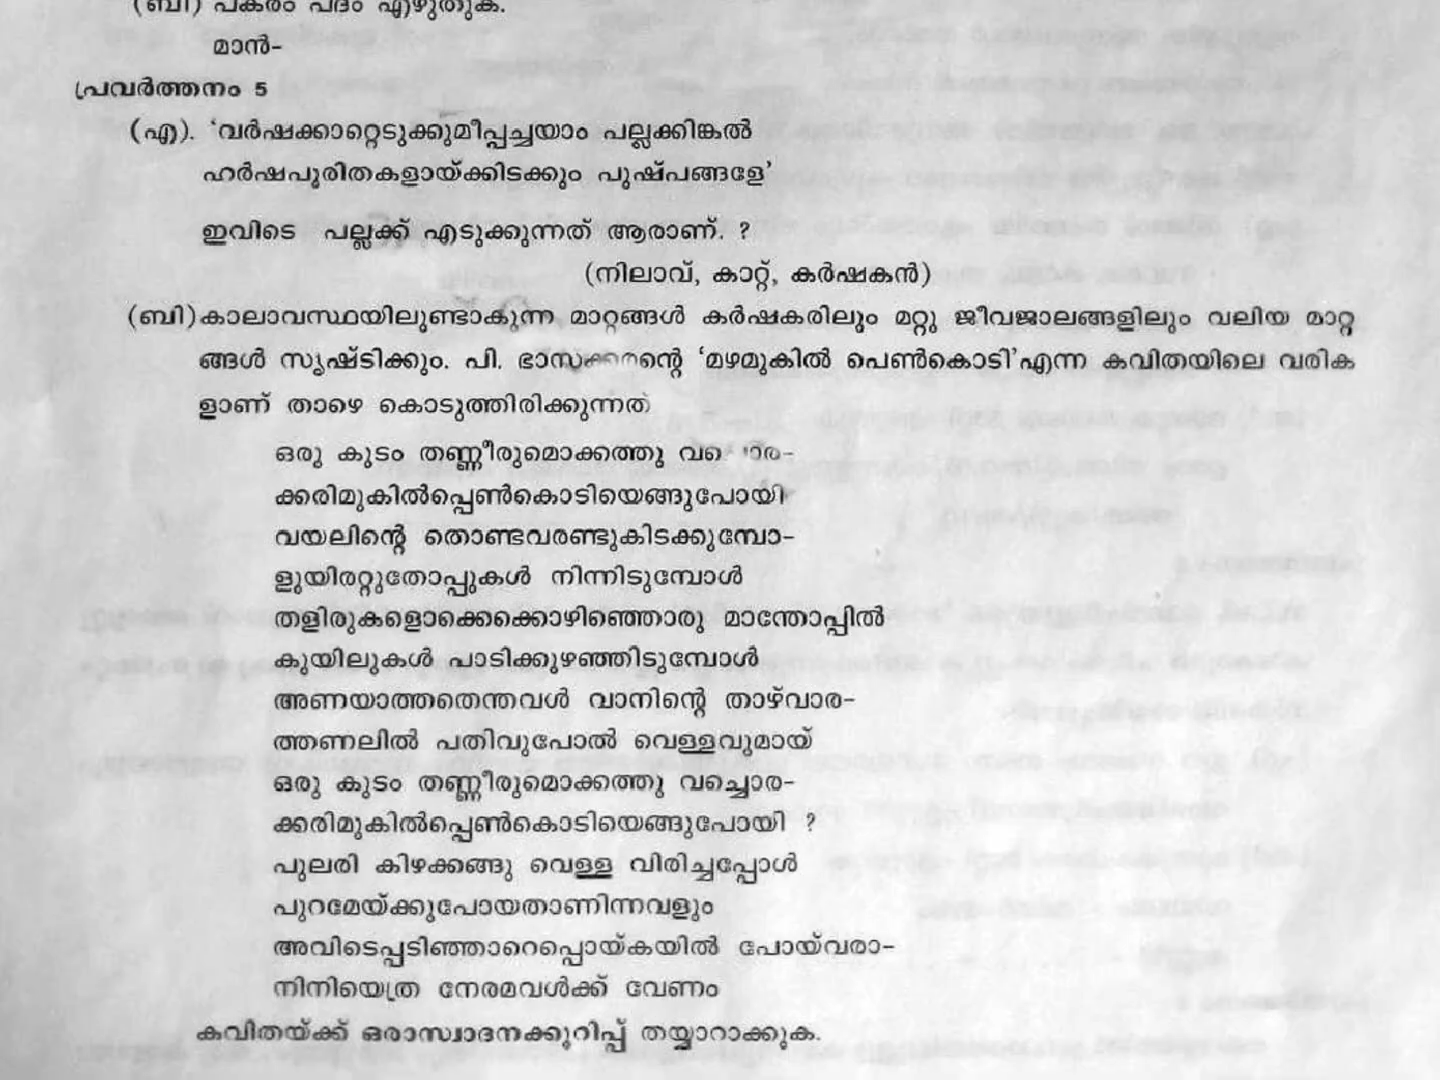 (ബി) പകരം പദം എഴുതുക.
മാൻ-
പ്രവർത്തനം 5
(എ). ‘വർഷക്കാറ്റെടുക്കുമീപ്പച്ചയാം പല്ലക്കിങ്കൽ
ഹർഷപൂരിതകളായ്ക്കിടക്കും പുഷ്പങ്ങളേ’
ഇവിടെ പല്ലക്ക് എടുക്കുന്നത് ആരാണ്. ?
(നിലാവ്, കാറ്റ്, കർഷകൻ)
(ബി)കാലാവസ്ഥയിലുണ്ടാകുന്ന മാറ്റങ്ങൾ കർഷകരിലും മറ്റു ജീവജാലങ്ങളിലും വലിയ മാറ്റ
ങ്ങൾ സൃഷ്ടിക്കും. പി. ഭാസ്ക്കരന്റെ ‘മഴമുകിൽ പെൺകൊടി’എന്ന കവിതയിലെ വരിക
ളാണ് താഴെ കൊടുത്തിരിക്കുന്നത്
ഒരു കുടം തണ്ണീരുമൊക്കത്തു
ക്കരിമുകിൽപ്പെൺകൊടിയെങ്ങുപോയി
വയലിന്റെ തൊണ്ടവരണ്ടുകിടക്കുമ്പോ-
ളുയിരറ്റുതോപ്പുകൾ നിന്നിടുമ്പോൾ
തളിരുകളൊക്കെക്കൊഴിഞ്ഞൊരു മാന്തോപ്പിൽ
കുയിലുകൾ പാടിക്കുഴഞ്ഞിടുമ്പോൾ
അണയാത്തതെന്തവൾ വാനിന്റെ താഴ്‌വാര-
ത്തണലിൽ പതിവുപോൽ വെള്ളവുമായ്
ഒരു കുടം തണ്ണീരുമൊക്കത്തു വച്ചൊര-
ക്കരിമുകിൽപ്പെൺകൊടിയെങ്ങുപോയി ?
പുലരി കിഴക്കങ്ങു വെള്ള വിരിച്ചപ്പോൾ
പുറമേയ്ക്കുപോയതാണിന്നവളും
അവിടെപ്പടിഞ്ഞാറെപ്പൊയ്കയിൽ പോയ്‌വരാ-
നിനിയെത്ര നേരമവൾക്ക് വേണം
കവിതയ്ക്ക് ഒരാസ്വാദനക്കുറിപ്പ് തയ്യാറാക്കുക.